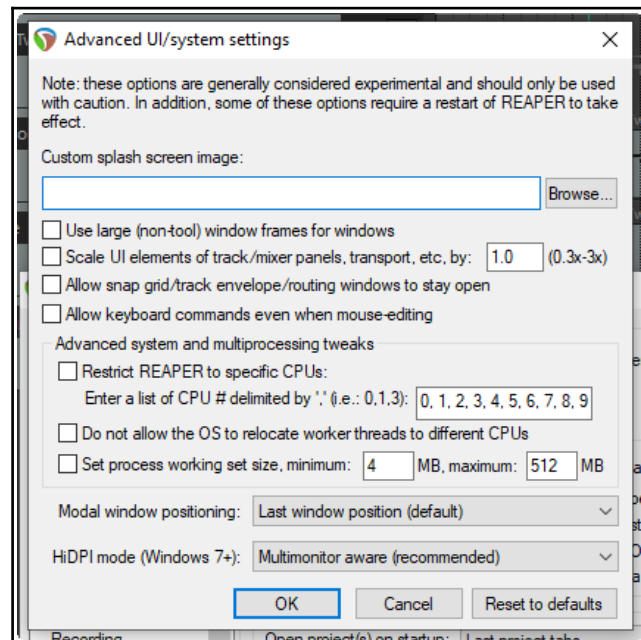 Advanced UI/system settings
Note: these options are generally considered experimental and should only be used
with caution. In addition, some of these options require a restart of REAPER to take
effect.
Custom splash screen image:
Browse...
Use large (non-tool) window frames for windows
Scale UI elements of track/mixer panels, transport, etc, by: 1.0 (0.3x-3x)
Allow snap grid/track envelope/routing windows to stay open
Allow keyboard commands even when mouse-editing
Advanced system and multiprocessing tweaks
Restrict REAPER to specific CPUs:
Enter a list of CPU # delimited by ',' (i.e.: 0,1,3): 0, 1, 2, 3, 4, 5, 6, 7, 8, 9
Do not allow the OS to relocate worker threads to different CPUs
Set process working set size, minimum: 4 MB, maximum: 512 MB
Modal window positioning: Last window position (default)
HiDPI mode (Windows 7+): Multimonitor aware (recommended)
OK Cancel Reset to defaults
Recording Open project(s) on startup: Last project tabs